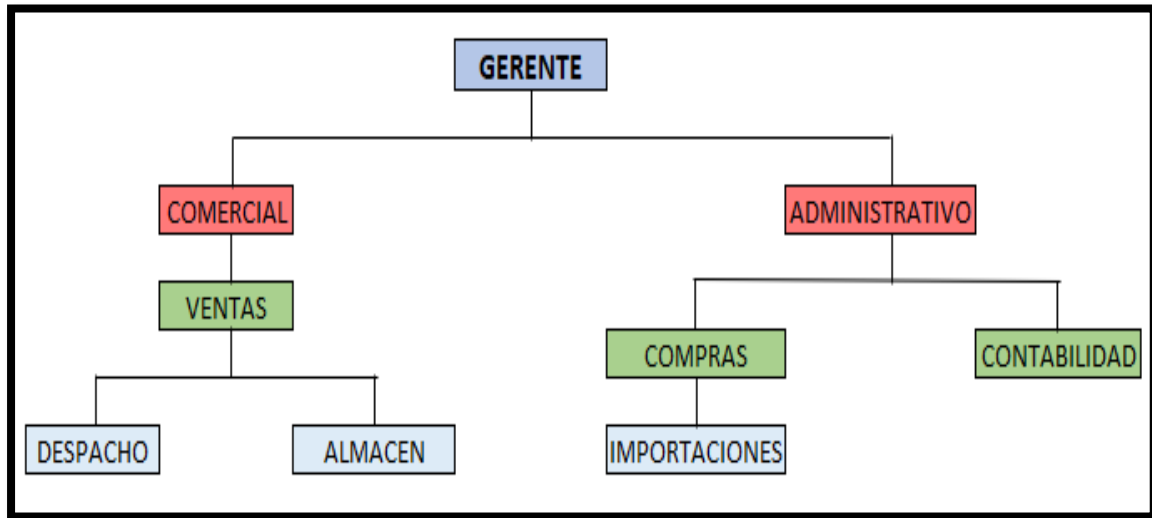 GERENTE
COMERCIAL
ADMINISTRATIVO
VENTAS
COMPRAS
CONTABILIDAD
DESPACHO
ALMACEN
IMPORTACIONES